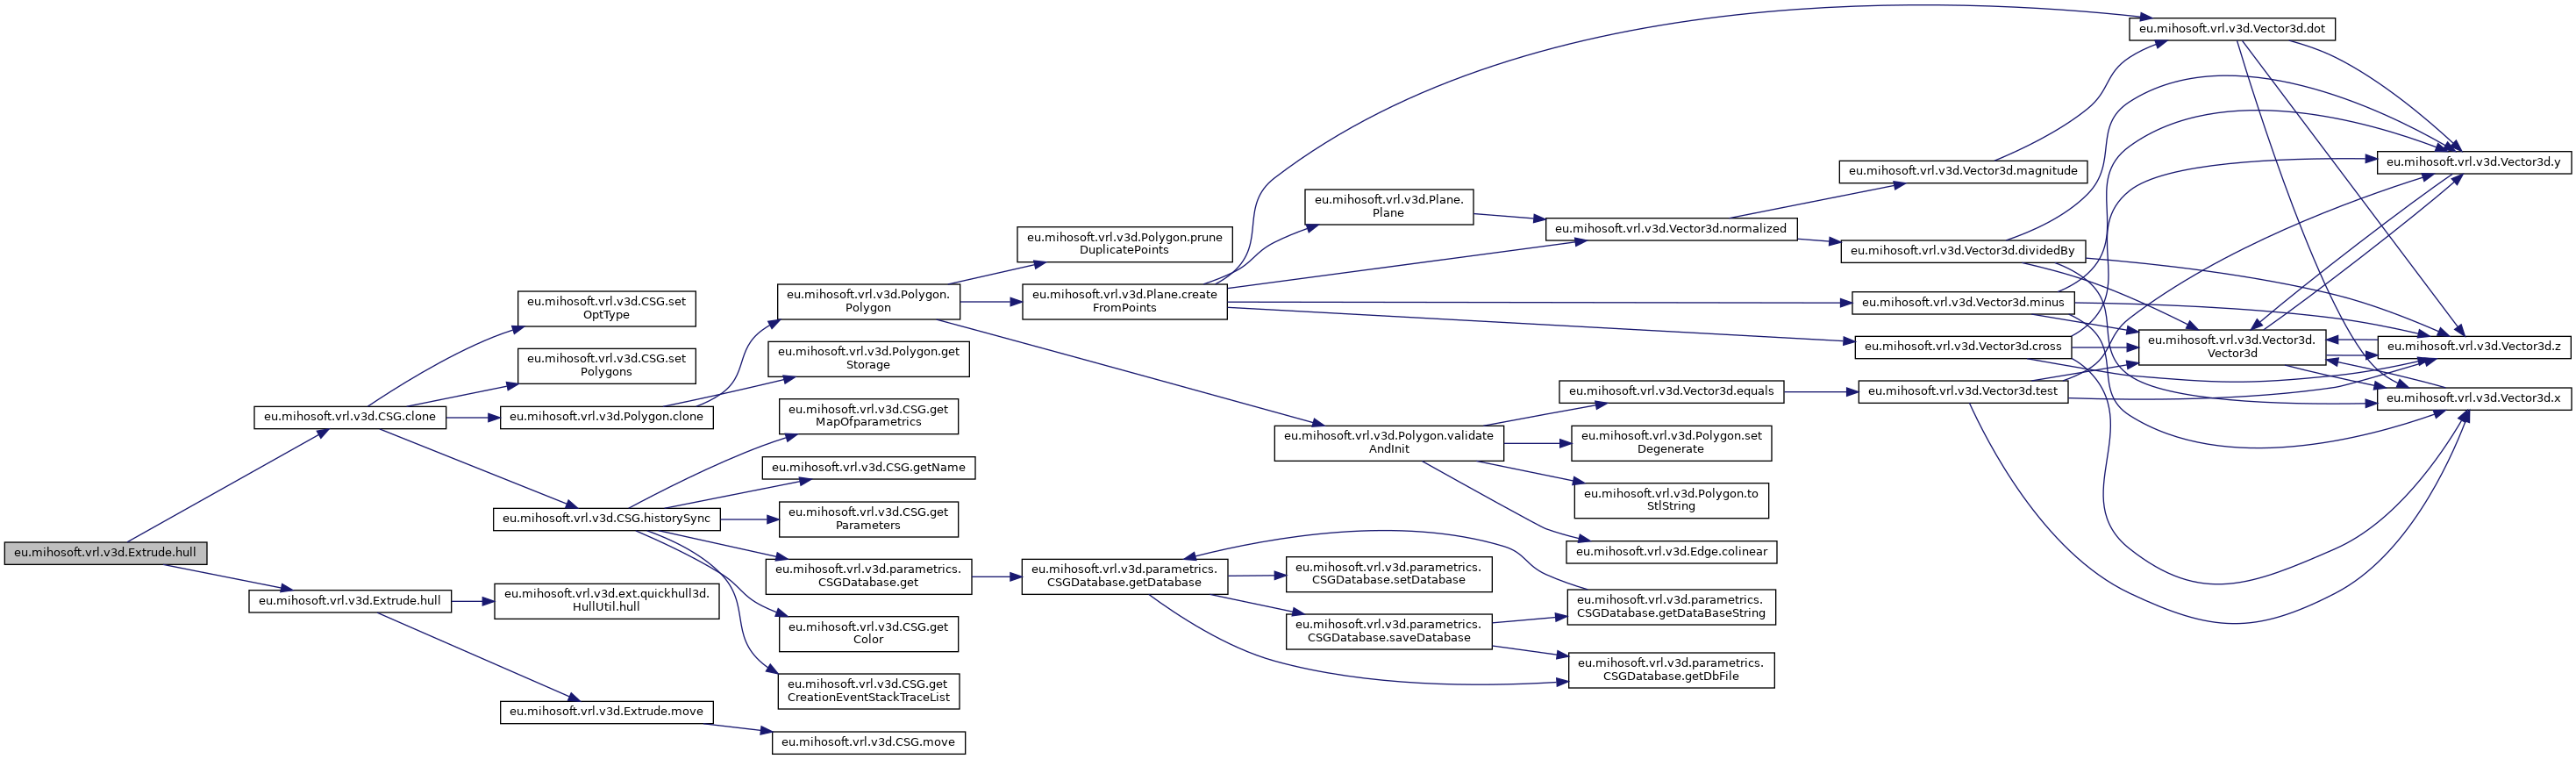 eu.mihosoft.vrl.v3d.Extrude.hull
eu.mihosoft.vrl.v3d.CSG.clone
eu.mihosoft.vrl.v3d.Extrude.hull
eu.mihosoft.vrl.v3d.CSG.set
OptType
eu.mihosoft.vrl.v3d.CSG.set
Polygons
eu.mihosoft.vrl.v3d.Polygon.clone
eu.mihosoft.vrl.v3d.CSG.historySync
eu.mihosoft.vrl.v3d.ext.quickhull3d.
HullUtil.hull
eu.mihosoft.vrl.v3d.Extrude.move
eu.mihosoft.vrl.v3d.Polygon.
Polygon
eu.mihosoft.vrl.v3d.Polygon.get
Storage
eu.mihosoft.vrl.v3d.CSG.get
MapOfparametrics
eu.mihosoft.vrl.v3d.CSG.getName
eu.mihosoft.vrl.v3d.CSG.get
Parameters
eu.mihosoft.vrl.v3d.parametrics.
CSGDatabase.get
eu.mihosoft.vrl.v3d.CSG.get
Color
eu.mihosoft.vrl.v3d.CSG.get
CreationEventStackTraceList
eu.mihosoft.vrl.v3d.CSG.move
eu.mihosoft.vrl.v3d.Polygon.prune
DuplicatePoints
eu.mihosoft.vrl.v3d.Plane.create
FromPoints
eu.mihosoft.vrl.v3d.parametrics.
CSGDatabase.getDatabase
eu.mihosoft.vrl.v3d.Plane.
Plane
eu.mihosoft.vrl.v3d.Polygon.validate
AndInit
eu.mihosoft.vrl.v3d.parametrics.
CSGDatabase.setDatabase
eu.mihosoft.vrl.v3d.parametrics.
CSGDatabase.saveDatabase
eu.mihosoft.vrl.v3d.Vector3d.normalized
eu.mihosoft.vrl.v3d.Vector3d.equals
eu.mihosoft.vrl.v3d.Polygon.set
Degenerate
eu.mihosoft.vrl.v3d.Polygon.to
StlString
eu.mihosoft.vrl.v3d.Edge.colinear
eu.mihosoft.vrl.v3d.parametrics.
CSGDatabase.getDataBaseString
eu.mihosoft.vrl.v3d.parametrics.
CSGDatabase.getDbFile
eu.mihosoft.vrl.v3d.Vector3d.magnitude
eu.mihosoft.vrl.v3d.Vector3d.dividedBy
eu.mihosoft.vrl.v3d.Vector3d.minus
eu.mihosoft.vrl.v3d.Vector3d.cross
eu.mihosoft.vrl.v3d.Vector3d.test
eu.mihosoft.vrl.v3d.Vector3d.dot
eu.mihosoft.vrl.v3d.Vector3d.
Vector3d
eu.mihosoft.vrl.v3d.Vector3d.y
eu.mihosoft.vrl.v3d.Vector3d.z
eu.mihosoft.vrl.v3d.Vector3d.x